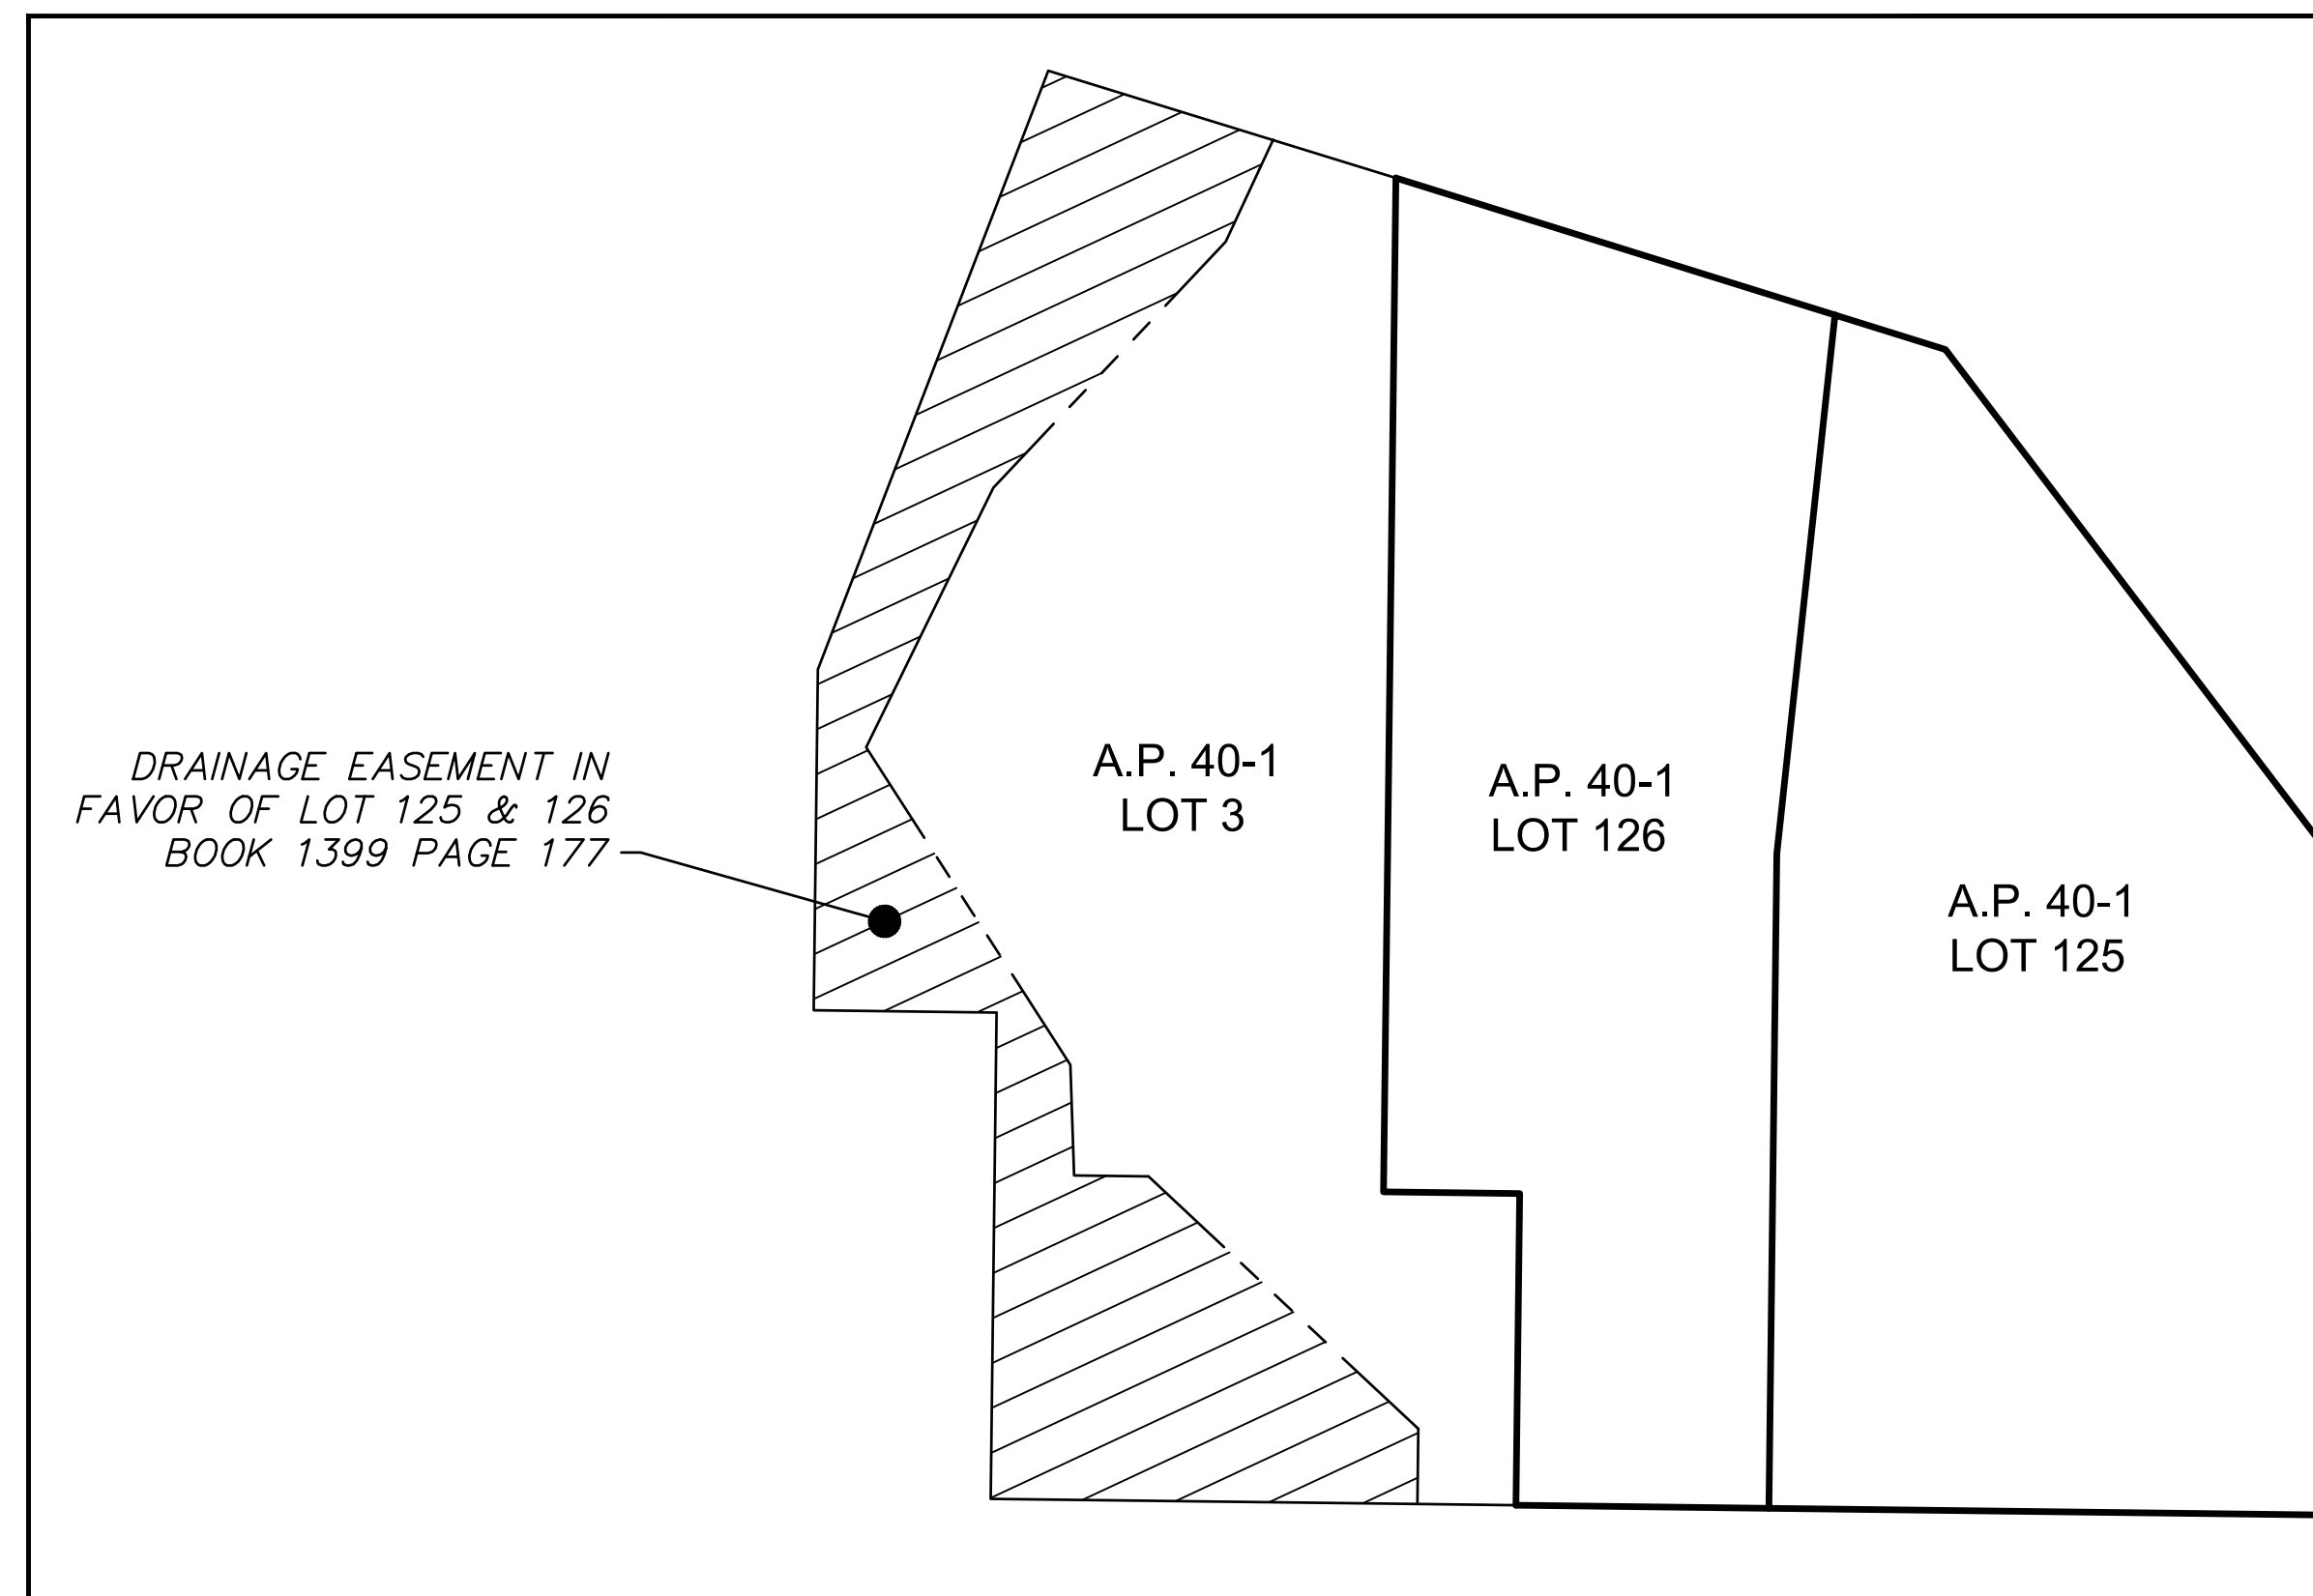 DRAINAGE EASEMENT IN
FAVOR OF LOT 125 & 126
BOOK 1399 PAGE 177
A.P. 40-1
LOT 3
A.P. 40-1
LOT 126
A.P. 40-1
LOT 125